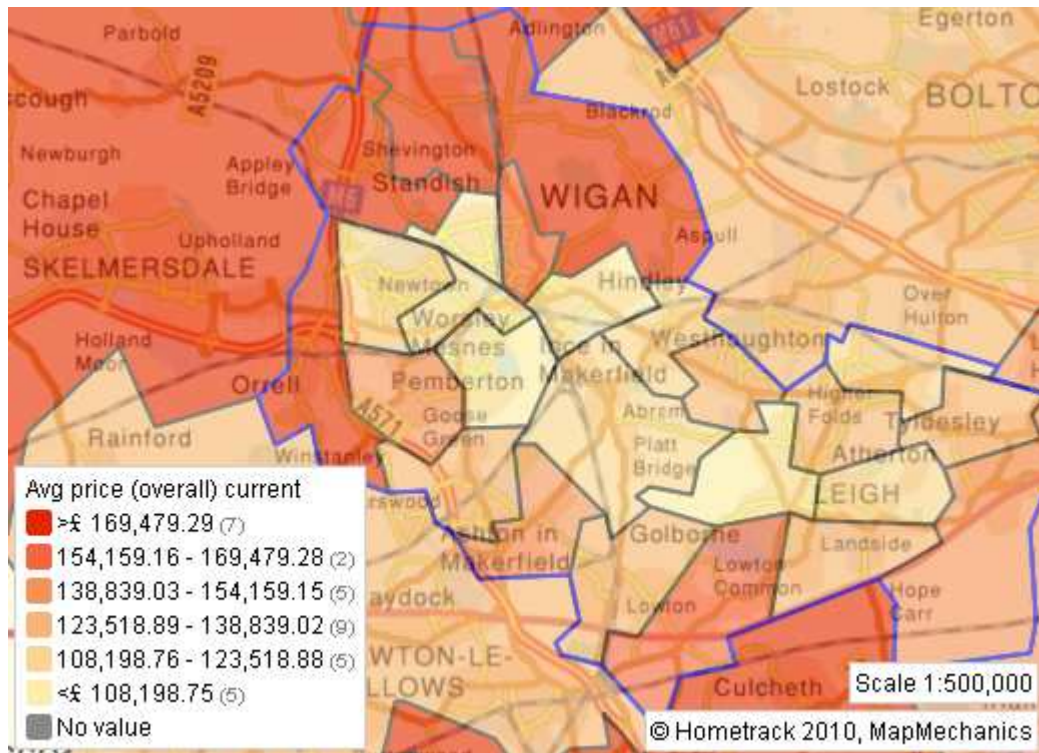 Parbold
Adlington
M61
Egerton
A5209
Lostock
BOLTO
Blackrod
Newburgh
Shevington
Appley
Bridge
Standish
WIGAN
Chapel
House
Upholland
Aspull
SKELMERSDALE
Newtown
Hindley
Over
Hulton
Worsley
Mesnes
Ince in
Makerfield
Westhoughton
Holland
Moor
Orrell
Pemberton
A571
Goose
Green
Abram
Higher
Folds
Tyldesley
Rainford
Winstanley
Platt
Bridge
Atherton
LEIGH
Avg price (overall) current
>£ 169,479.29 (7)
154,159.16 - 169,479.28 (2)
138,839.03 - 154,159.15 (5)
123,518.89 - 138,839.02 (9)
108,198.76 - 123,518.88 (5)
<£ 108,198.75 (5)
No value
erswood
Ashton in
Makerfield
Golborne
Landside
Lowton
Common
Hope
Carr
aydock
Lowton
WTON-LE-
LLOWS
Culcheth
Scale 1:500,000
© Hometrack 2010, MapMechanics